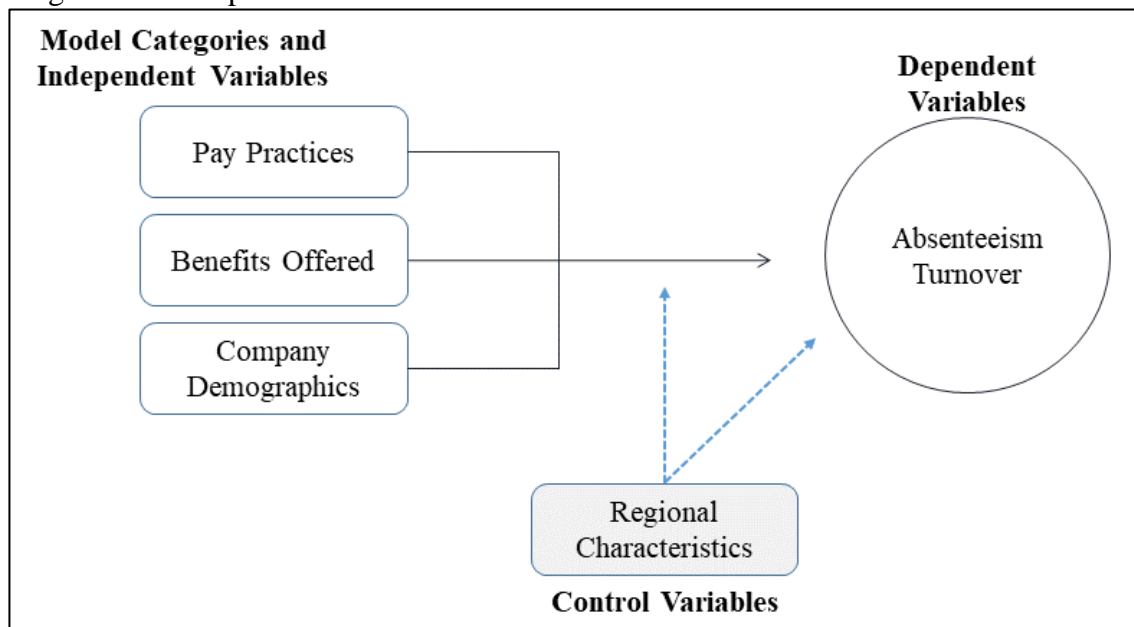 Model Categories and
Independent Variables
Pay Practices
Benefits Offered
Company
Demographics
Dependent
Variables
Absenteeism
Turnover
Regional
Characteristics
Control Variables